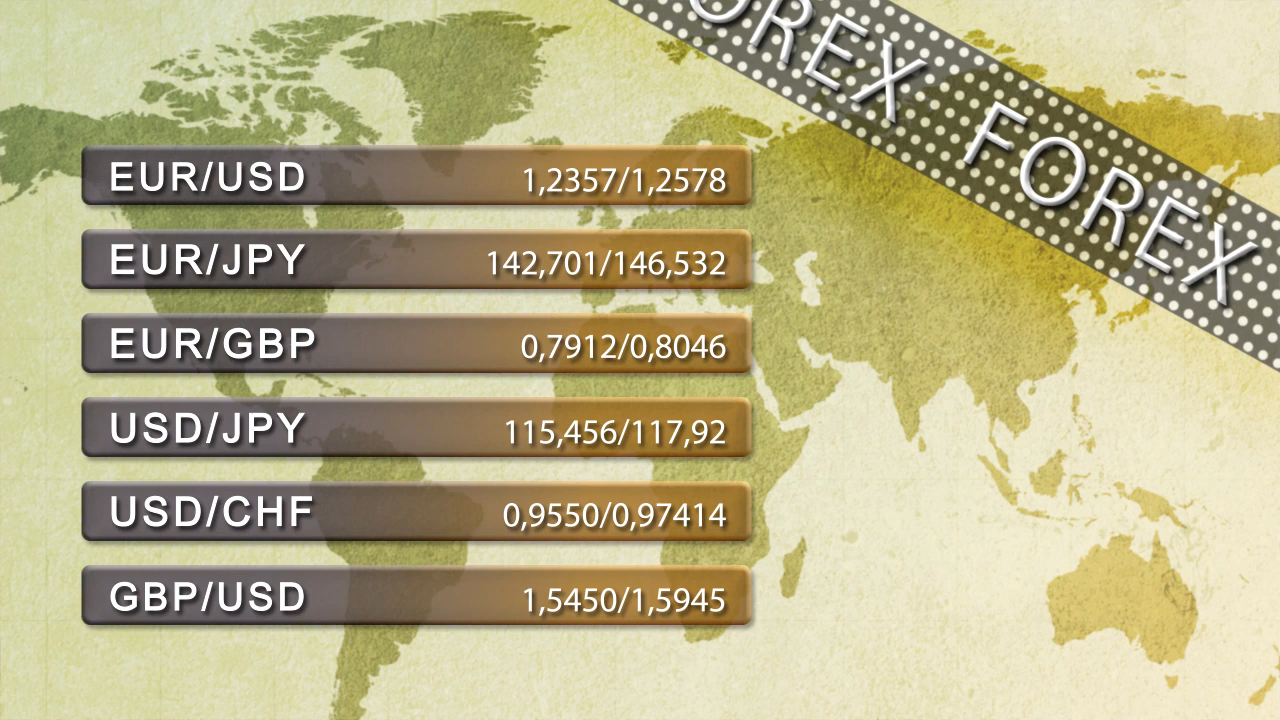 OREX FOREX
EUR/USD 1,2357/1,2578
EUR/JPY 142,701/146,532
EUR/GBP 0,7912/0,8046
USD/JPY 115,456/117,92
USD/CHF 0,9550/0,97414
GBP/USD 1,5450/1,5945